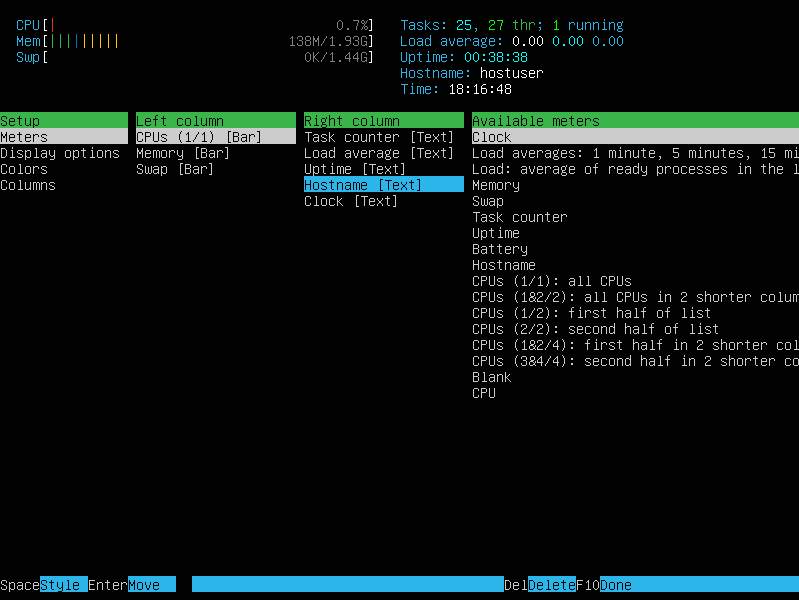 CPU[| 0.7%] Tasks: 25, 27 thr; 1 running
Mem[||||||||| 138M/1.93G] Load average: 0.00 0.00 0.00
Swp[ 0K/1.44G] Uptime: 00:38:38
Hostname: hostuser
Time: 18:16:48
Setup Left column Right column Available meters
Meters CPUs (1/1) [Bar] Task counter [Text] Clock
Display options Memory [Bar] Load average [Text] Load averages: 1 minute, 5 minutes, 15 mi
Colors Swap [Bar] Uptime [Text] Load: average of ready processes in the l
Columns Hostname [Text] Memory
Clock [Text] Swap
Task counter
Uptime
Battery
Hostname
CPUs (1/1): all CPUs
CPUs (1&2/2): all CPUs in 2 shorter colum
CPUs (1/2): first half of list
CPUs (2/2): second half of list
CPUs (1&2/4): first half in 2 shorter col
CPUs (3&4/4): second half in 2 shorter co
Blank
CPU
SpaceStyle EnterMove DelDeleteF10Done